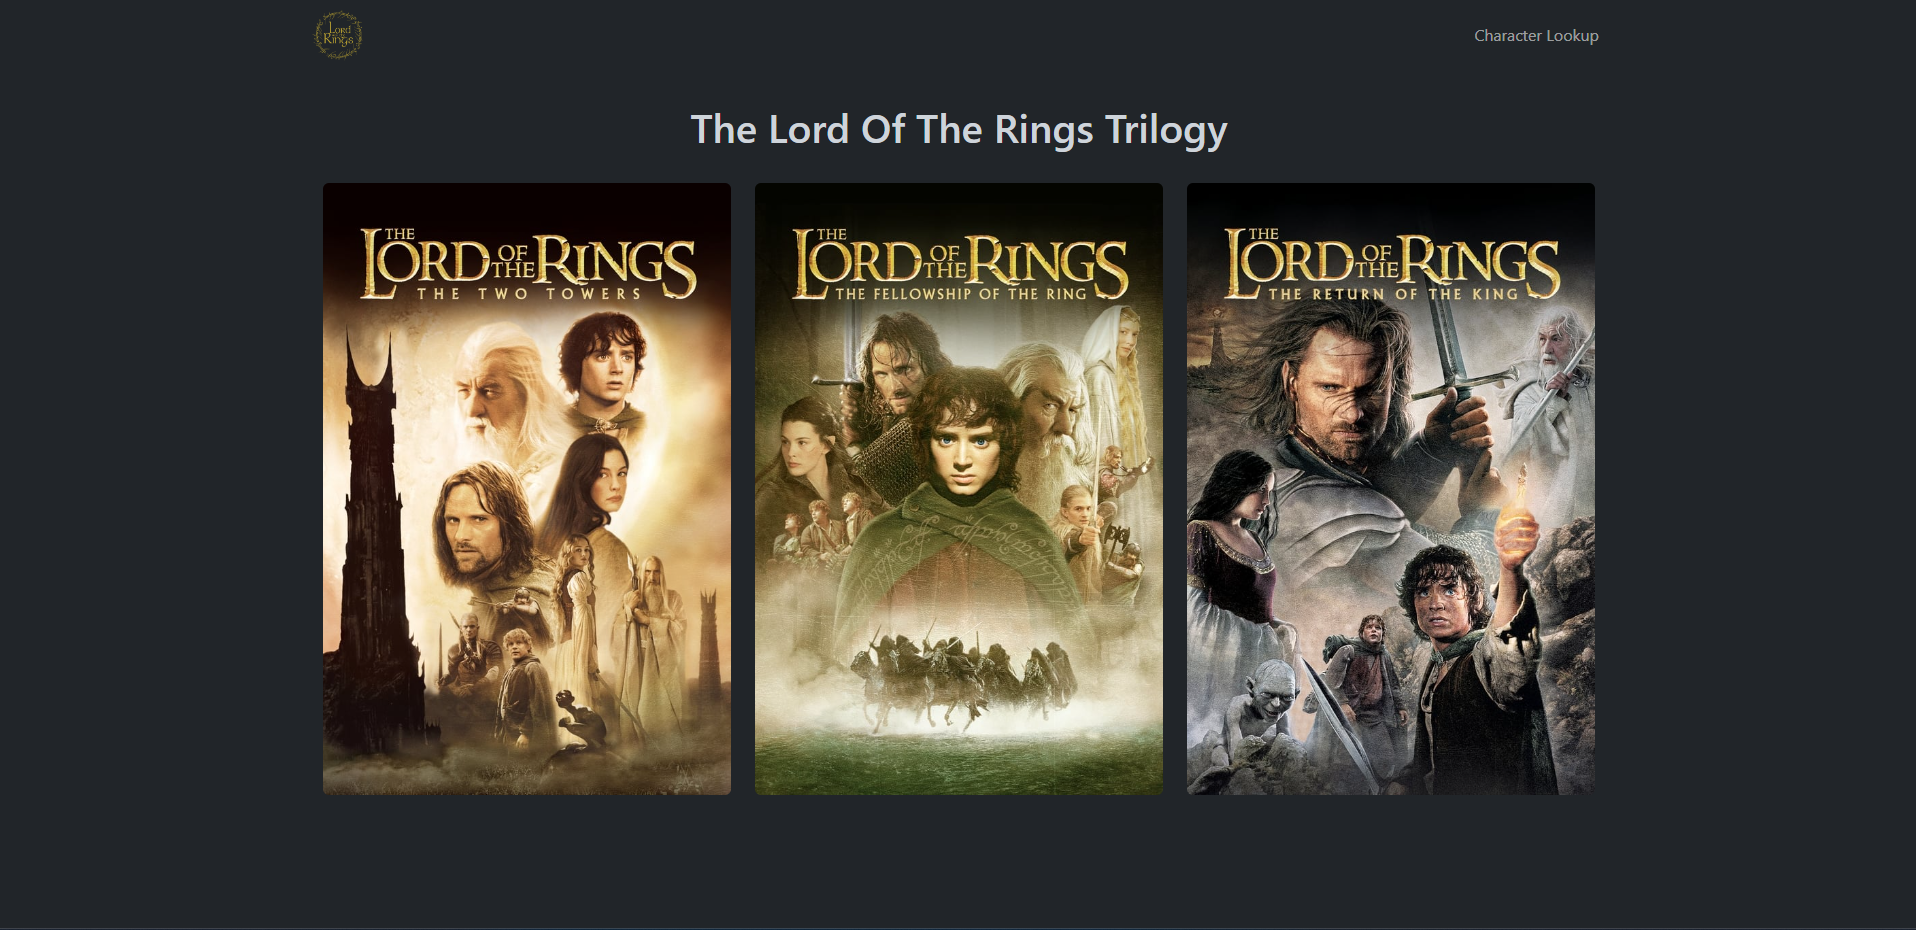 Lord
of the
Rings
Character Lookup
The Lord Of The Rings Trilogy
THE
LORD OF THE RINGS
THE TWO TOWERS
THE
LORD OF THE RINGS
THE FELLOWSHIP OF THE RING
THE
LORD OF THE RINGS
THE RETURN OF THE KING